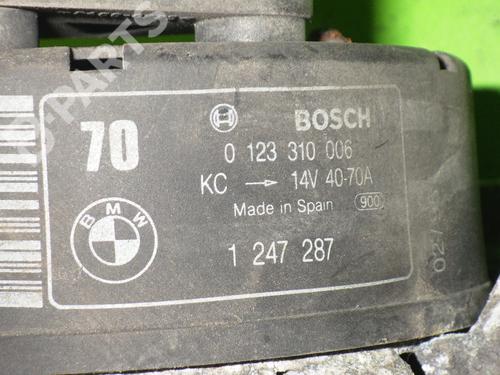 70
BOSCH
0 123 310 006
KC → 14V 40-70A
Made in Spain 900
BMW
1 247 287